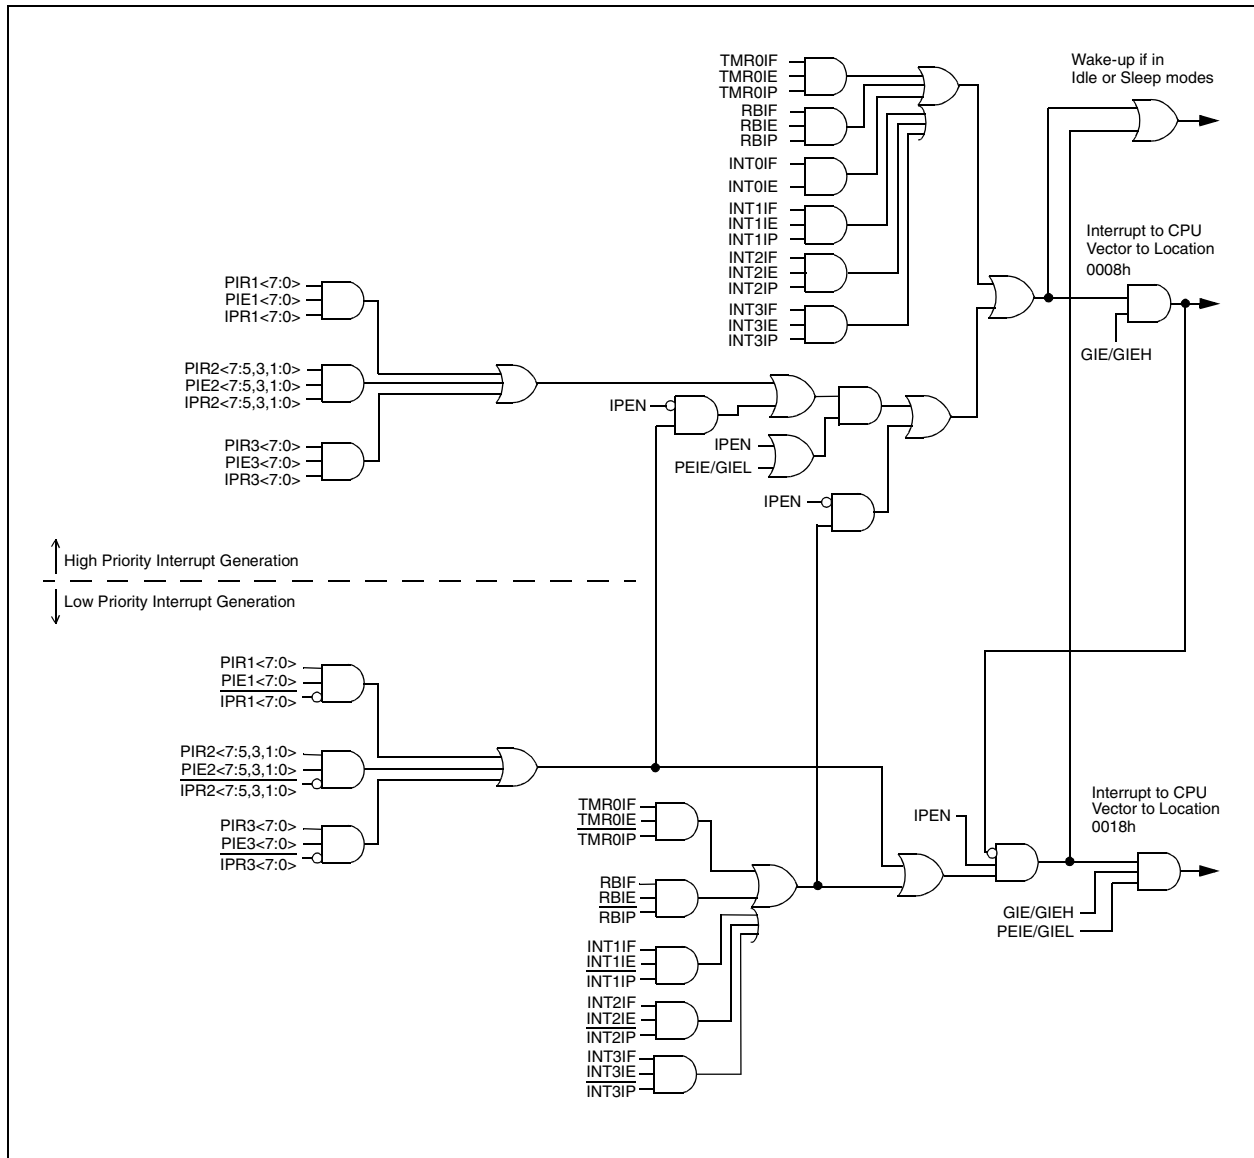 TMR0IF
TMR0IE
TMR0IP
RBIF
RBIE
RBIP
INT0IF
INT0IE
INT1IF
INT1IE
INT1IP
INT2IF
INT2IE
INT2IP
INT3IF
INT3IE
INT3IP
Wake-up if in
Idle or Sleep modes
Interrupt to CPU
Vector to Location
0008h
GIE/GIEH
PIR1<7:0>
PIE1<7:0>
IPR1<7:0>
PIR2<7:5,3,1:0>
PIE2<7:5,3,1:0>
IPR2<7:5,3,1:0>
PIR3<7:0>
PIE3<7:0>
IPR3<7:0>
IPEN
IPEN
PEIE/GIEL
IPEN
High Priority Interrupt Generation
Low Priority Interrupt Generation
PIR1<7:0>
PIE1<7:0>
IPR1<7:0>
PIR2<7:5,3,1:0>
PIE2<7:5,3,1:0>
IPR2<7:5,3,1:0>
PIR3<7:0>
PIE3<7:0>
IPR3<7:0>
TMR0IF
TMR0IE
TMR0IP
RBIF
RBIE
RBIP
INT1IF
INT1IE
INT1IP
INT2IF
INT2IE
INT2IP
INT3IF
INT3IE
INT3IP
IPEN
Interrupt to CPU
Vector to Location
0018h
GIE/GIEH
PEIE/GIEL